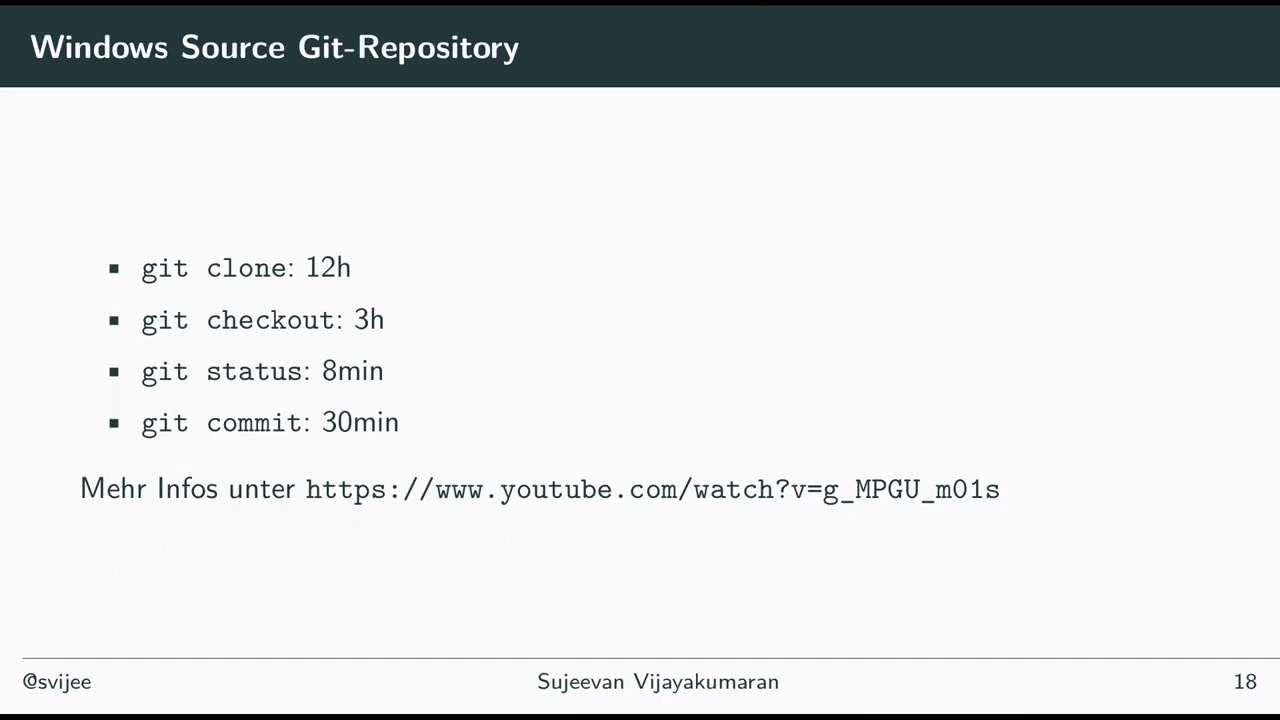 Windows Source Git-Repository
▪ git clone: 12h
▪ git checkout: 3h
▪ git status: 8min
▪ git commit: 30min
Mehr Infos unter https://www.youtube.com/watch?v=g_MPGU_m01s
@svijee
Sujeevan Vijayakumaran
18